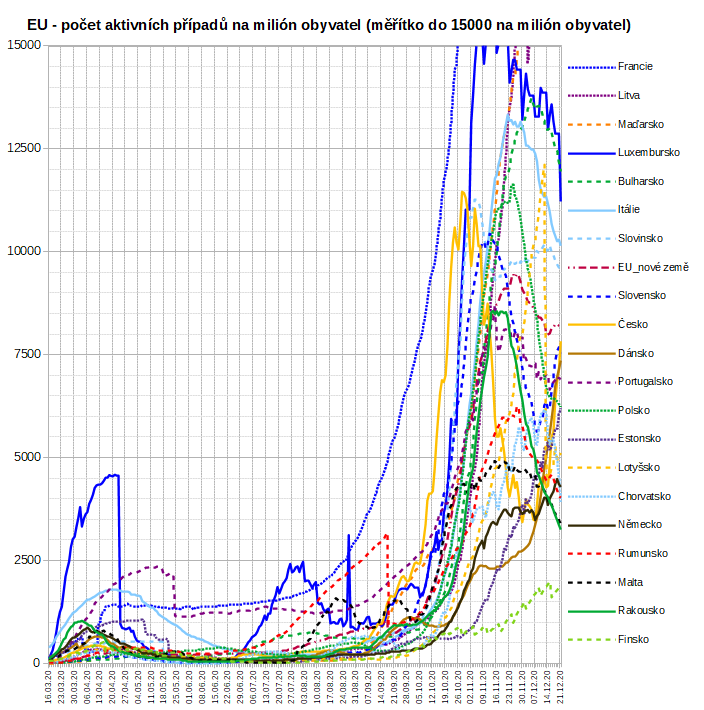 EU - počet aktivních případů na milión obyvatel (měřítko do 15000 na milión obyvatel)
15000
12500
10000
7500
5000
2500
0
Francie
Litva
Maďarsko
Luxembursko
Bulharsko
Itálie
Slovinsko
EU_nové země
Slovensko
Česko
Dánsko
Portugalsko
Polsko
Estonsko
Lotyšsko
Chorvatsko
Německo
Rumunsko
Malta
Rakousko
Finsko
16.03.20
23.03.20
30.03.20
06.04.20
13.04.20
20.04.20
27.04.20
04.05.20
11.05.20
18.05.20
25.05.20
01.06.20
08.06.20
15.06.20
22.06.20
29.06.20
06.07.20
13.07.20
20.07.20
27.07.20
03.08.20
10.08.20
17.08.20
24.08.20
31.08.20
07.09.20
14.09.20
21.09.20
28.09.20
05.10.20
12.10.20
19.10.20
26.10.20
02.11.20
09.11.20
16.11.20
23.11.20
30.11.20
07.12.20
14.12.20
21.12.20